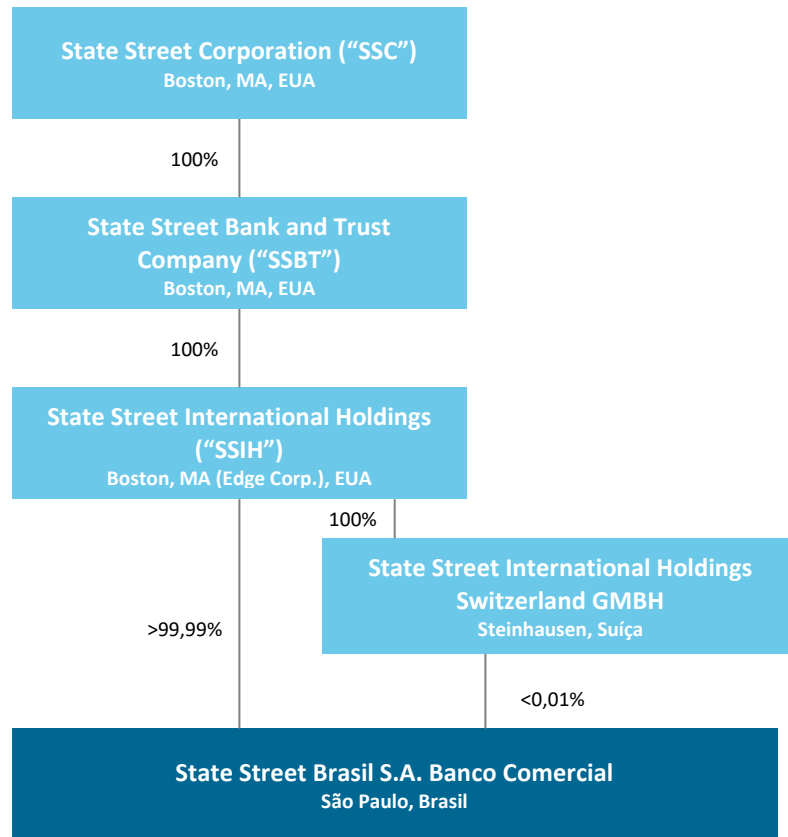 State Street Corporation (“SSC”)
Boston, MA, EUA
100%
State Street Bank and Trust
Company (“SSBT”)
Boston, MA, EUA
100%
State Street International Holdings
(“SSIH”)
Boston, MA (Edge Corp.), EUA
100%
State Street International Holdings
Switzerland GMBH
Steinhausen, Suíça
>99,99%
<0,01%
State Street Brasil S.A. Banco Comercial
São Paulo, Brasil